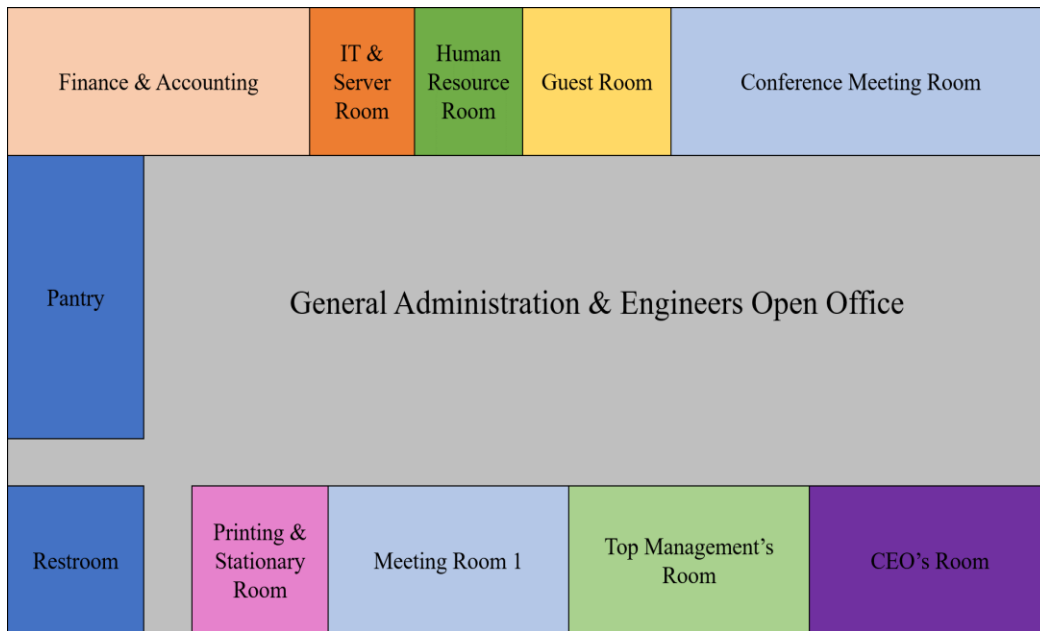 Finance & Accounting
IT &
Server
Room
Human
Resource
Room
Guest Room
Conference Meeting Room
Pantry
General Administration & Engineers Open Office
Restroom
Printing &
Stationary
Room
Meeting Room 1
Top Management's
Room
CEO's Room